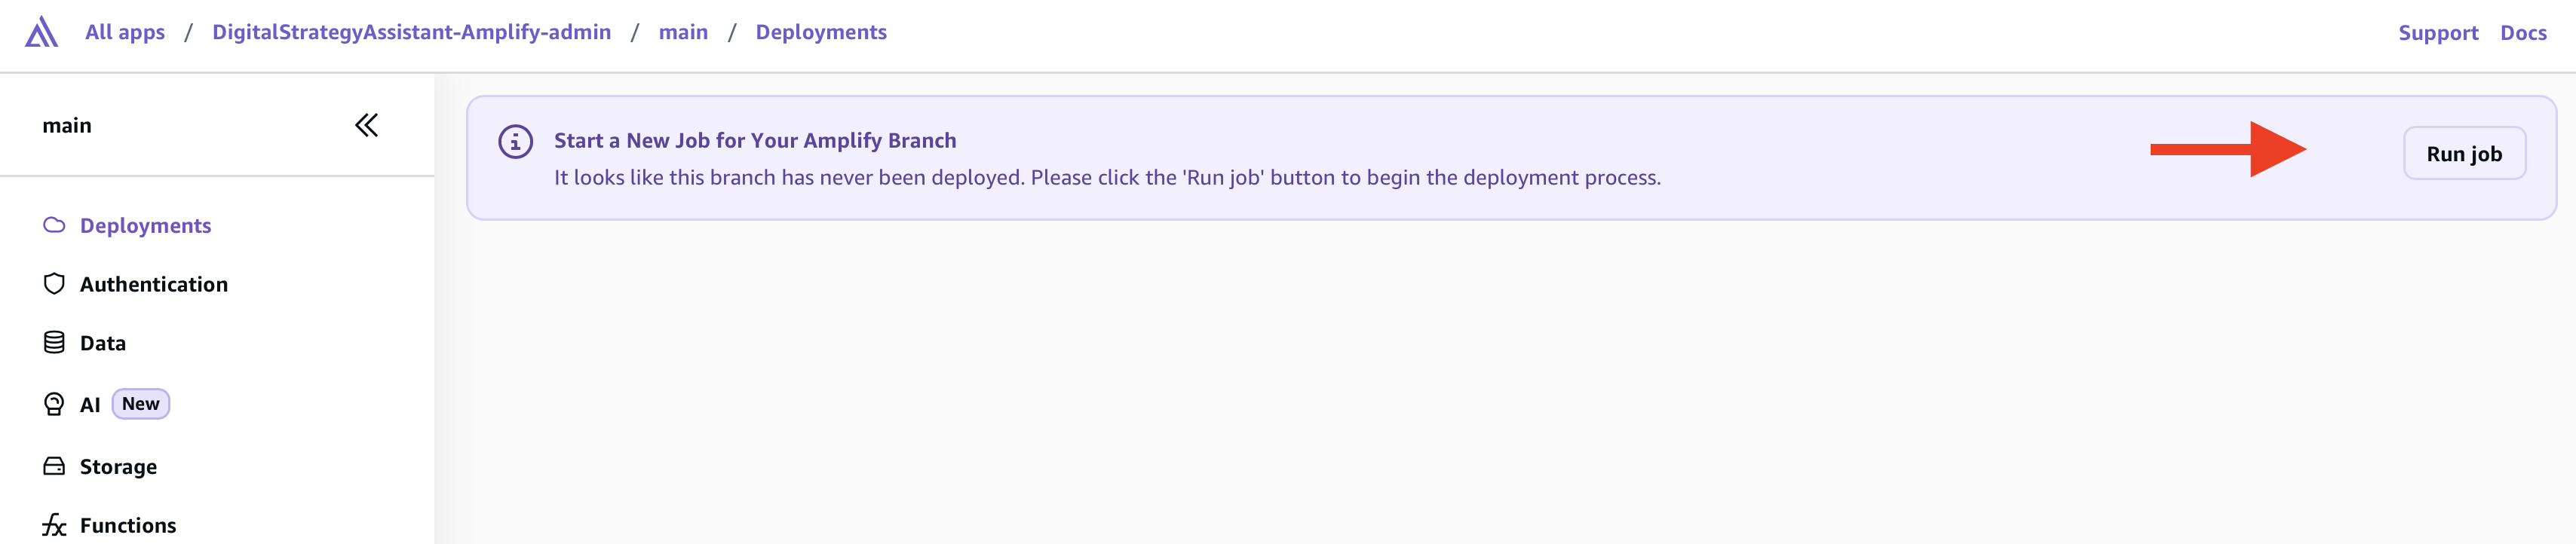 All apps / DigitalStrategyAssistant-Amplify-admin / main / Deployments
Support Docs
main
Start a New Job for Your Amplify Branch
It looks like this branch has never been deployed. Please click the 'Run job' button to begin the deployment process.
Run job
Deployments
Authentication
Data
AI New
Storage
Functions